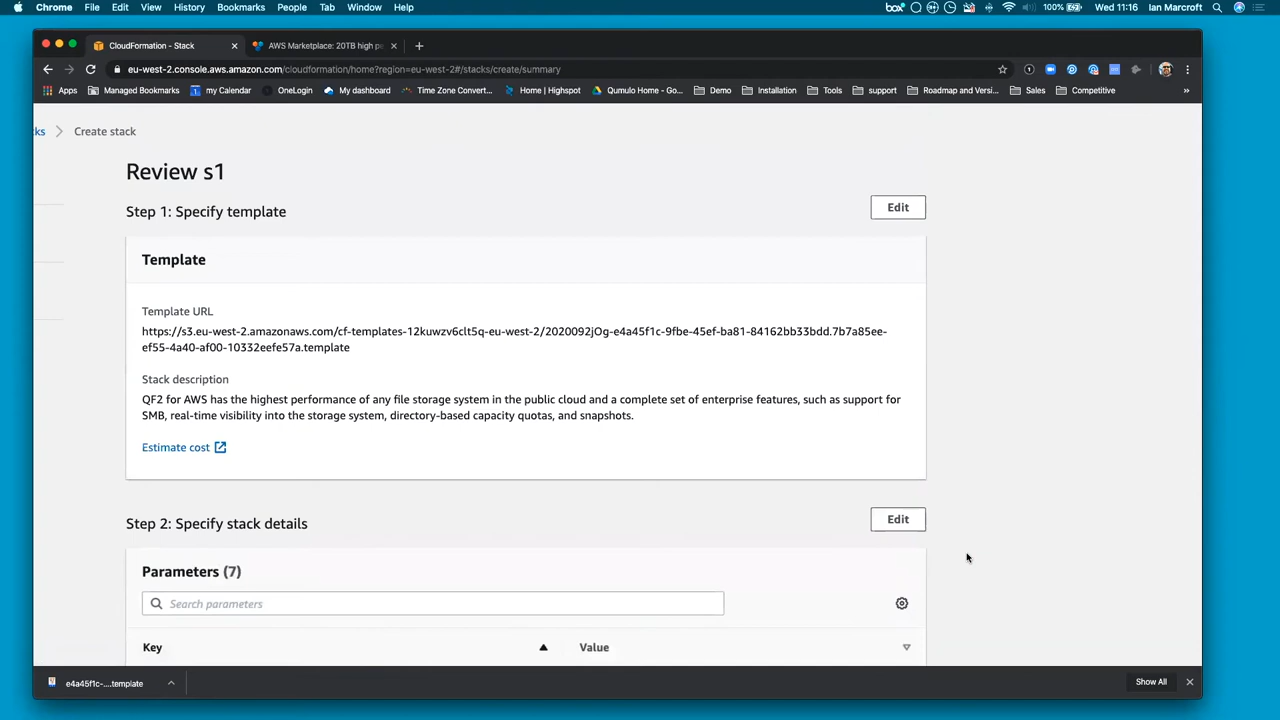 Chrome File Edit View History Bookmarks People Tab Window Help box 100% Wed 11:16 Ian Marcroft
CloudFormation - Stack
AWS Marketplace: 20TB high pe
eu-west-2.console.aws.amazon.com/cloudformation/home?region=eu-west-2#/stacks/create/summary
Apps Managed Bookmarks my Calendar OneLogin My dashboard Time Zone Convert... Home | Highspot Qumulo Home - Go... Demo Installation Tools support Roadmap and Versi... Sales Competitive »
ks > Create stack
Review s1
Step 1: Specify template
Edit
Template
Template URL
https://s3.eu-west-2.amazonaws.com/cf-templates-12kuwzv6clt5q-eu-west-2/2020092jOg-e4a45f1c-9fbe-45ef-ba81-84162bb33bdd.7b7a85ee-
ef55-4a40-af00-10332eefe57a.template
Stack description
QF2 for AWS has the highest performance of any file storage system in the public cloud and a complete set of enterprise features, such as support for
SMB, real-time visibility into the storage system, directory-based capacity quotas, and snapshots.
Estimate cost
Step 2: Specify stack details
Edit
Parameters (7)
Search parameters
Key Value
e4a45f1c-....template
Show All